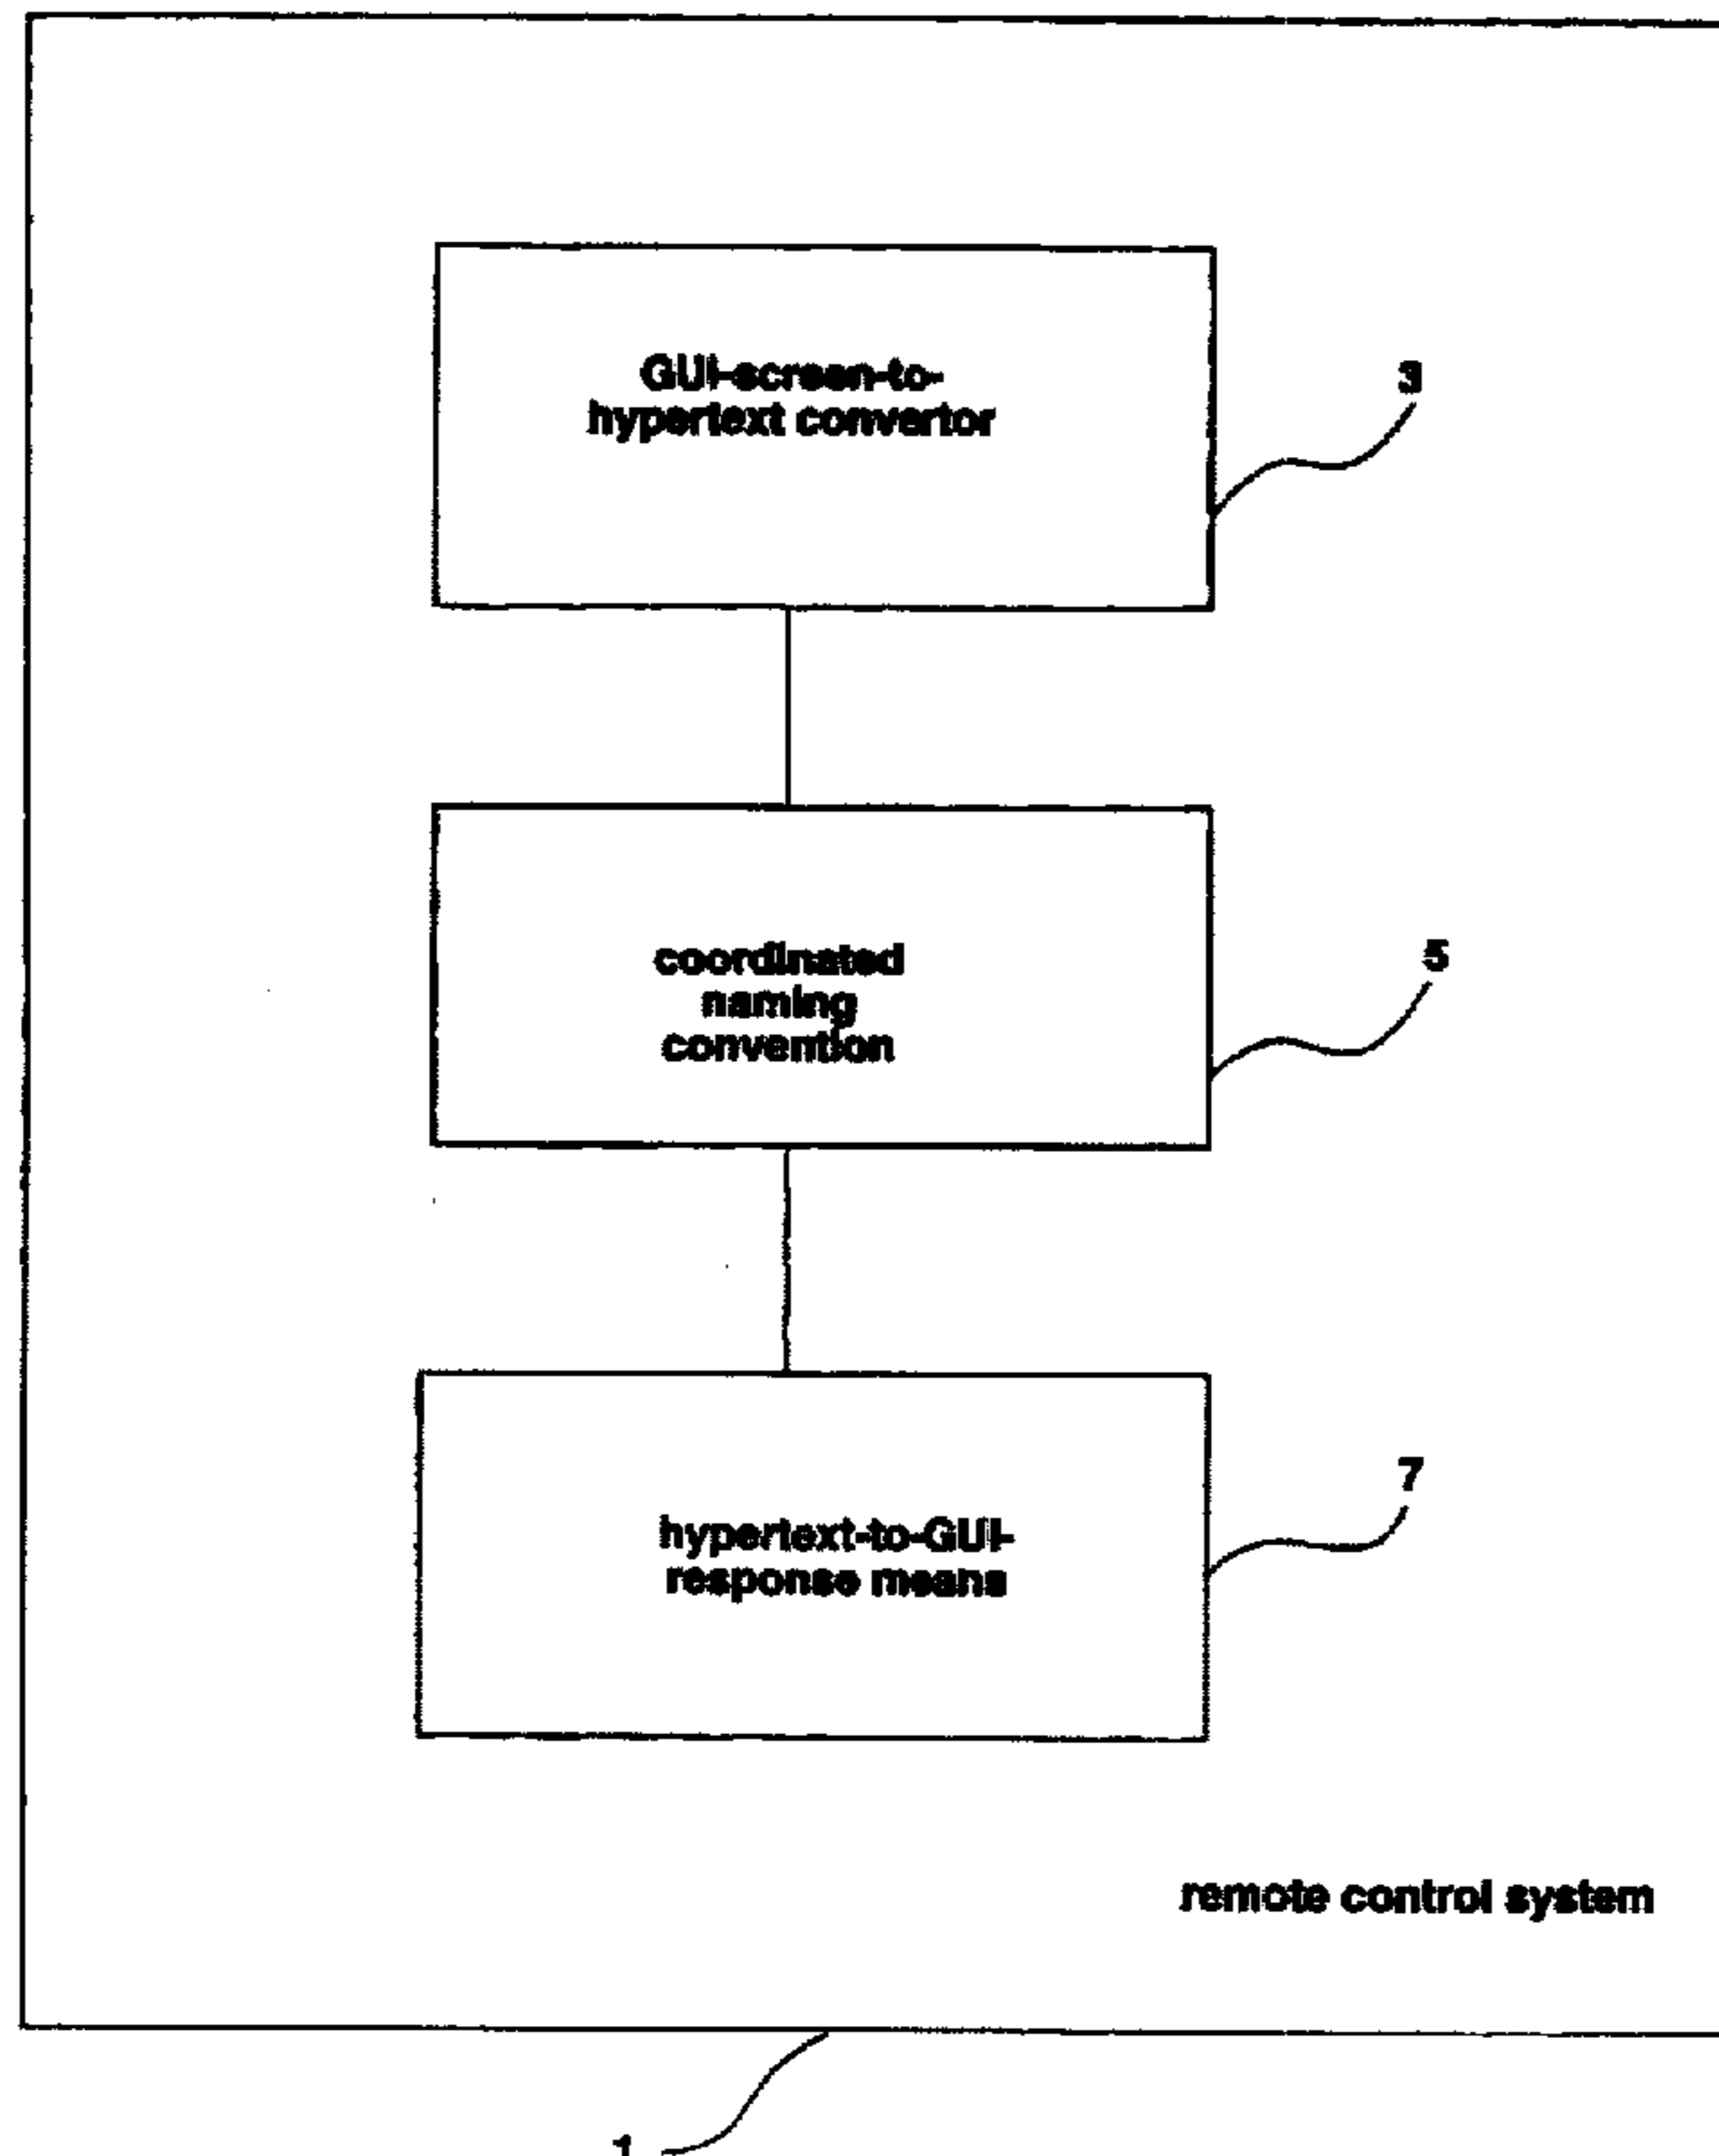 GUI-screen-to-
hypertext convertor
3
coordinated
naming
convention
5
7
hypertext-to-GUI-
response means
remote control system
1